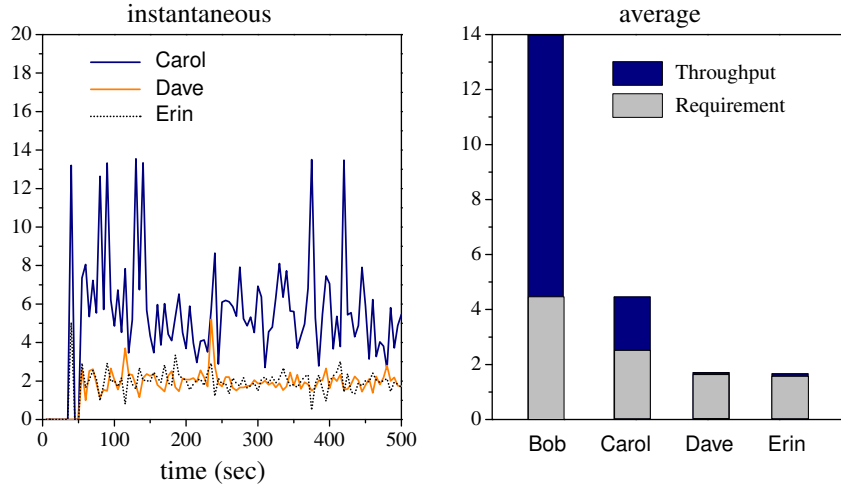 instantaneous
Carol
Dave
Erin
20
18
16
14
12
10
8
6
4
2
0
0
100
200
300
400
500
time (sec)
average
Throughput
Requirement
14
12
10
8
6
4
2
0
Bob
Carol
Dave
Erin